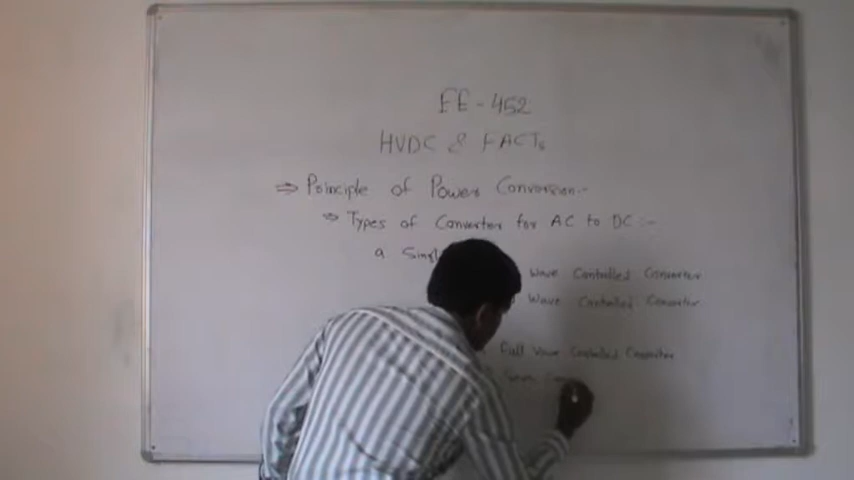 EE - 452
HVDC & FACTs
⇒ Principle of Power Conversion:-
⇒ Types of Converter for AC to DC :-
a. 
Wave Controlled Converter
Wave Controlled Converter
Full Wave Controlled Converter